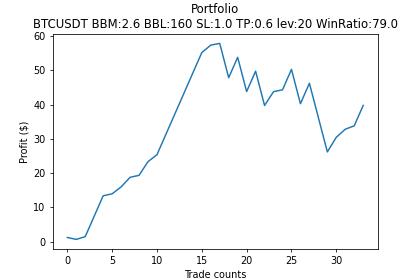 Portfolio
BTCUSDT BBM:2.6 BBL:160 SL:1.0 TP:0.6 lev:20 WinRatio:79.0
60
50
40
30
20
10
0
Profit ($)
0 5 10 15 20 25 30
Trade counts